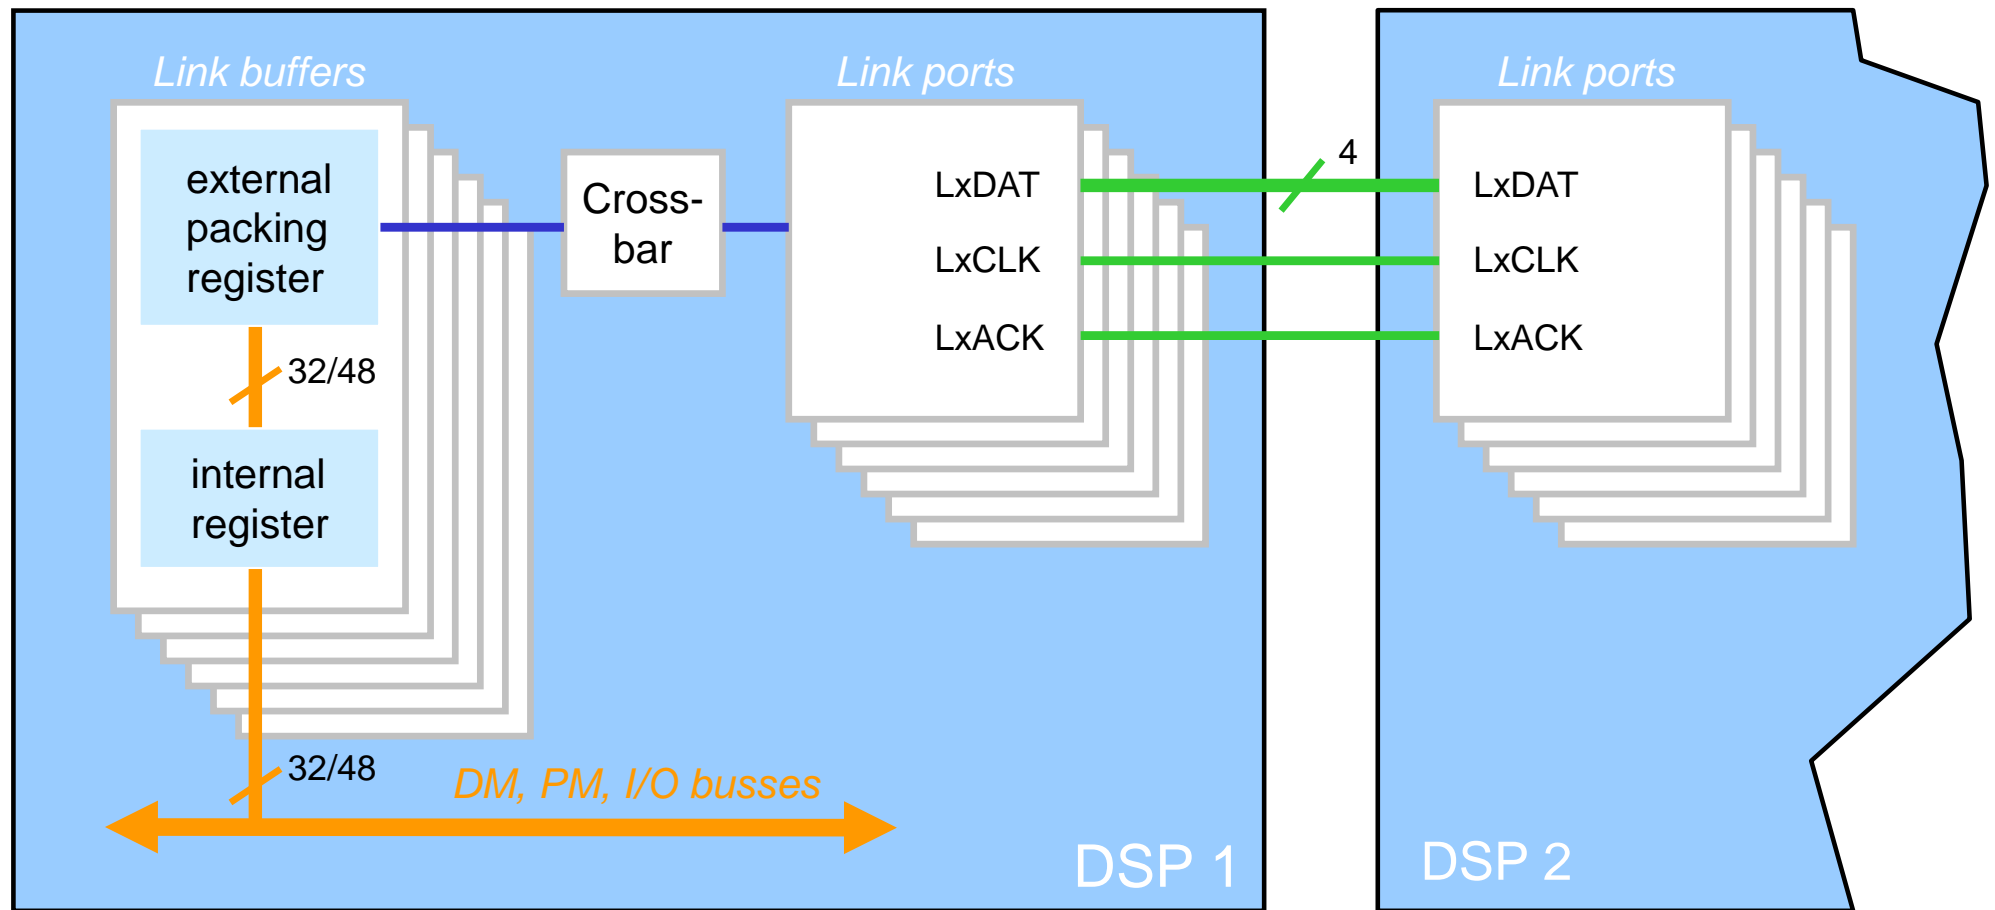 Link buffers
Link ports
Link ports
external
packing
register
Cross-
bar
LxDAT
LxCLK
LxACK
4
LxDAT
LxCLK
LxACK
32/48
internal
register
32/48
DM, PM, I/O busses
DSP 1
DSP 2